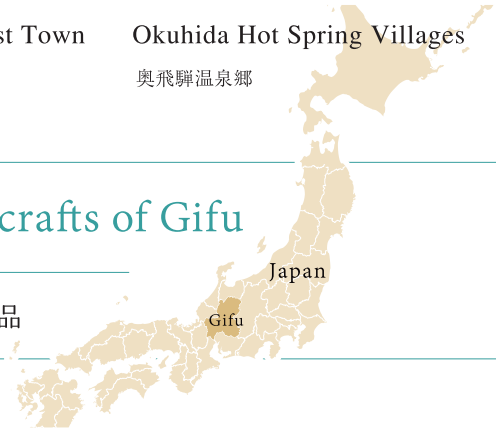 st Town
Okuhida Hot Spring Villages
奥飛騨温泉郷
crafts of Gifu
Japan
品
Gifu